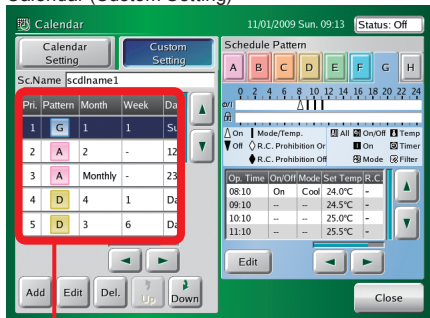 Calendar (Custom Setting)
Calendar 11/01/2009 Sun. 09:13 Status: Off
Calendar Setting
Custom Setting
Sc.Name scdlname1
Pri. Pattern Month Week Da
1 G 1 1 Su
2 A 2 - 12
3 A Monthly - 23
4 D 4 1 Da
5 D 3 6 Da
Add Edit Del. Up Down
Schedule Pattern
A B C D E F G H
0 2 4 6 8 10 12 14 16 18 20 22 24
On Mode/Temp. All On/Off Temp
Off R.C. Prohibition Or On Timer
R.C. Prohibition Off Mode Filter
Op. Time On/Off Mode Set Temp R.C.
08:10 On Cool 24.0°C -
09:10 -- -- 24.5°C -
10:10 -- -- 25.0°C -
11:10 -- -- 25.5°C -
Edit
Close